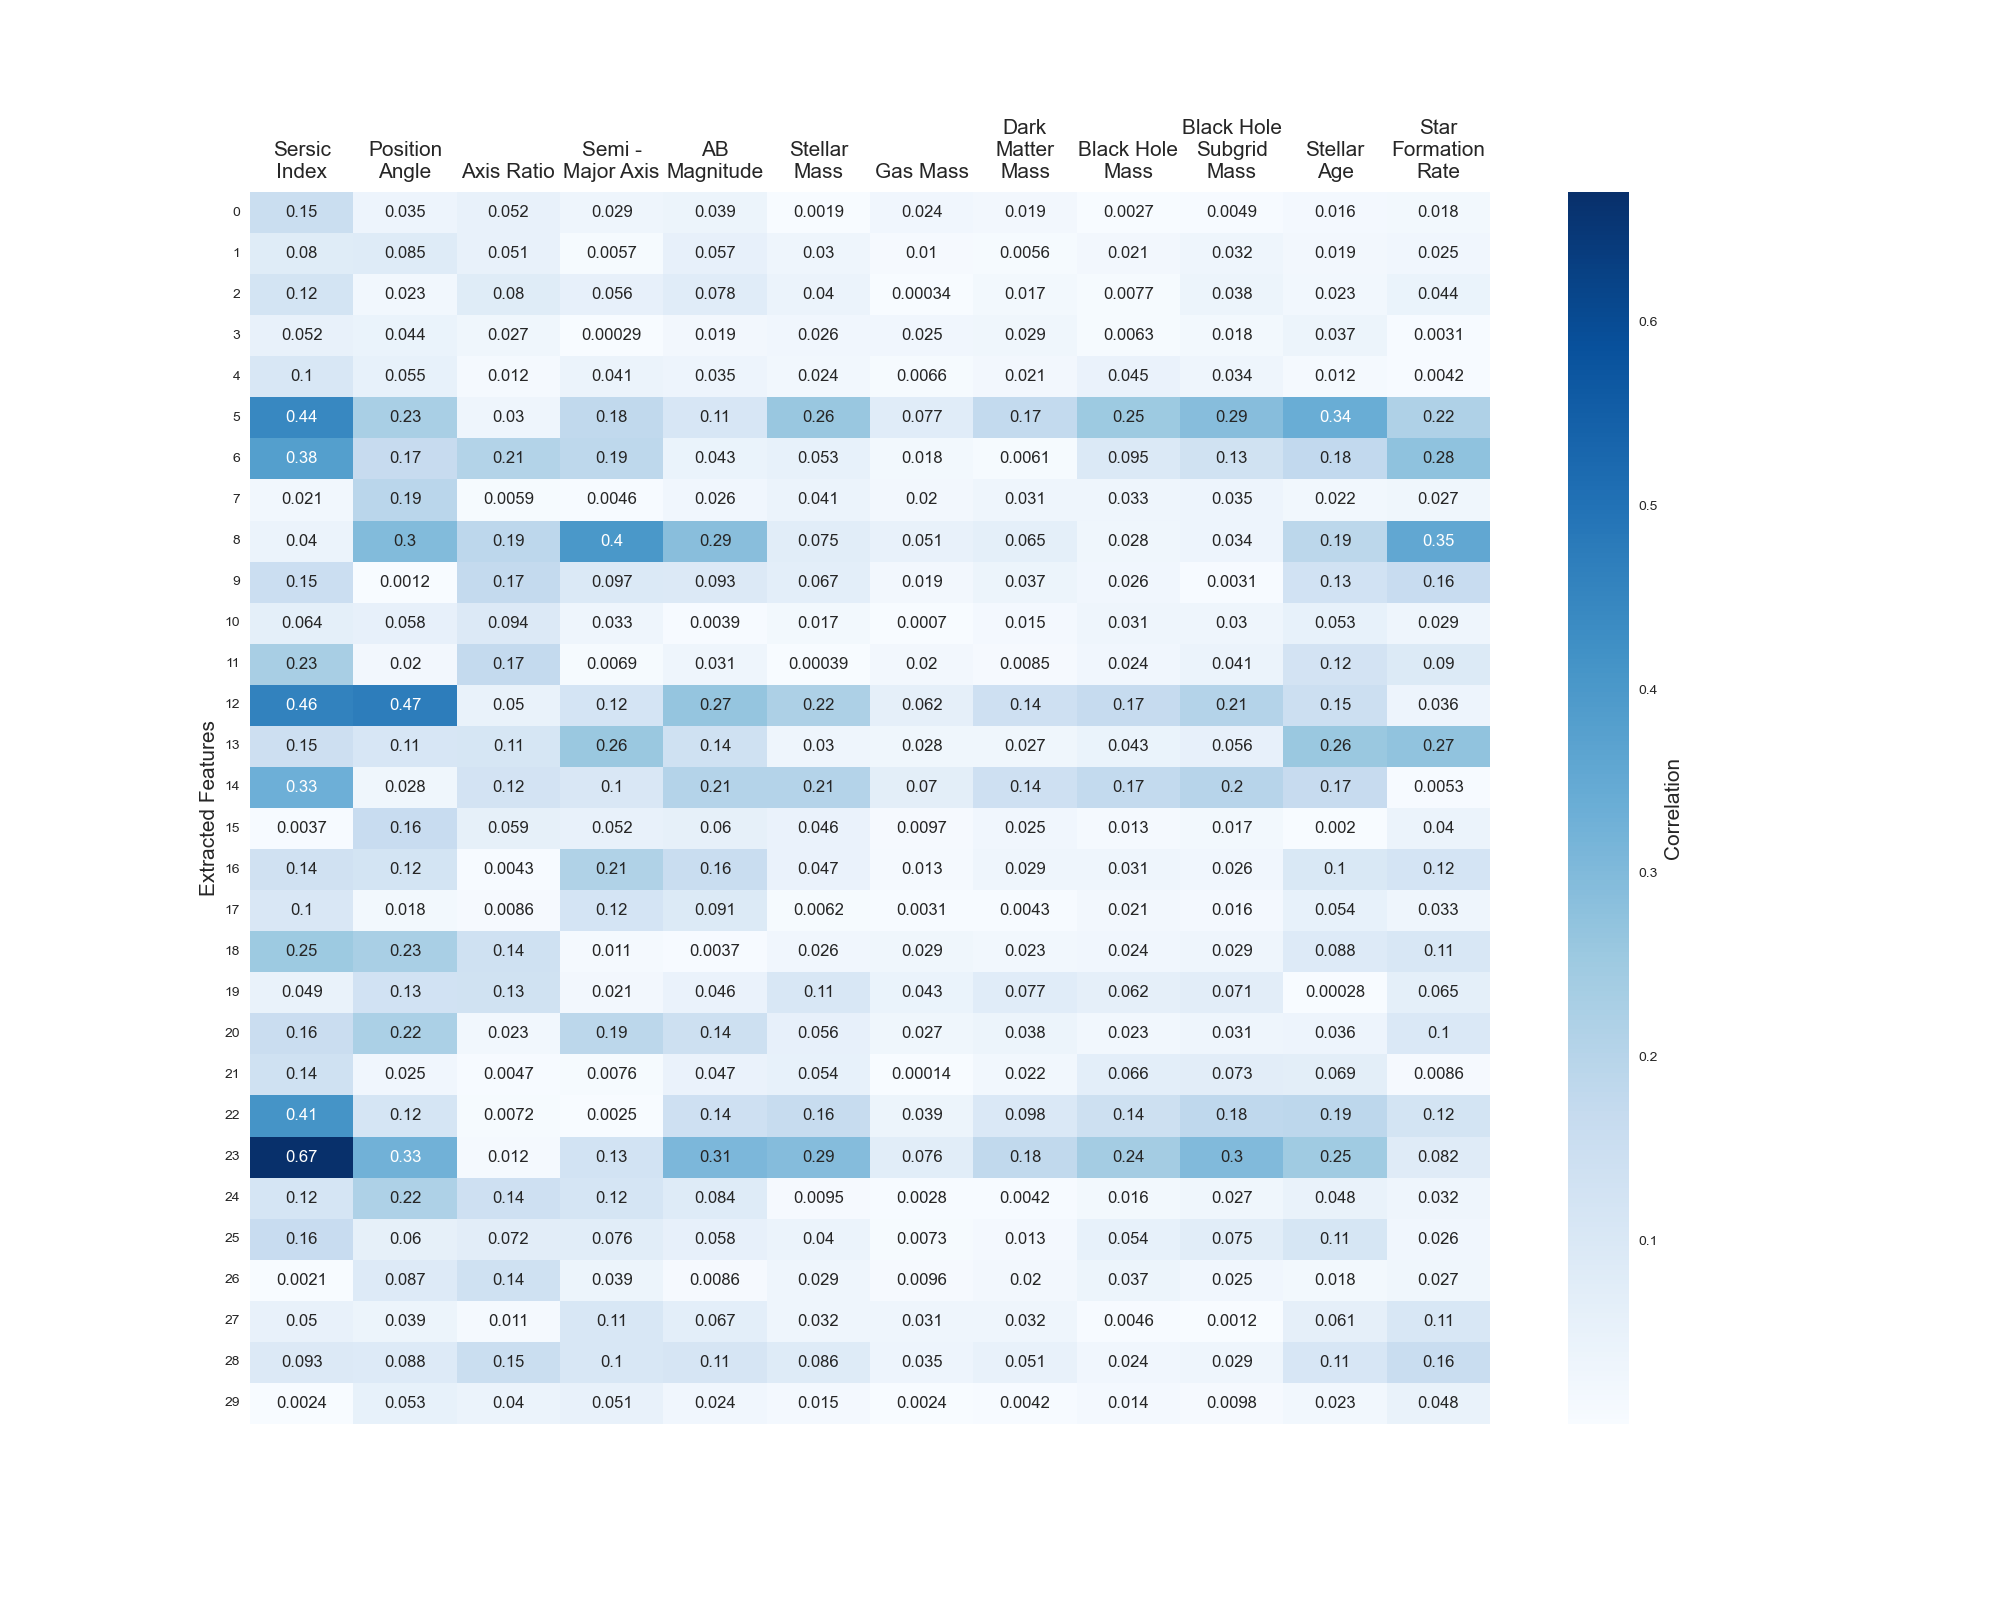 Sersic Index
Position Angle
Axis Ratio
Semi - Major Axis
AB Magnitude
Stellar Mass
Gas Mass
Dark Matter Mass
Black Hole Mass
Black Hole Subgrid Mass
Stellar Age
Star Formation Rate
0 0.15 0.035 0.052 0.029 0.039 0.0019 0.024 0.019 0.0027 0.0049 0.016 0.018
1 0.08 0.085 0.051 0.0057 0.057 0.03 0.01 0.0056 0.021 0.032 0.019 0.025
2 0.12 0.023 0.08 0.056 0.078 0.04 0.00034 0.017 0.0077 0.038 0.023 0.044
3 0.052 0.044 0.027 0.00029 0.019 0.026 0.025 0.029 0.0063 0.018 0.037 0.0031
4 0.1 0.055 0.012 0.041 0.035 0.024 0.0066 0.021 0.045 0.034 0.012 0.0042
5 0.44 0.23 0.03 0.18 0.11 0.26 0.077 0.17 0.25 0.29 0.34 0.22
6 0.38 0.17 0.21 0.19 0.043 0.053 0.018 0.0061 0.095 0.13 0.18 0.28
7 0.021 0.19 0.0059 0.0046 0.026 0.041 0.02 0.031 0.033 0.035 0.022 0.027
8 0.04 0.3 0.19 0.4 0.29 0.075 0.051 0.065 0.028 0.034 0.19 0.35
9 0.15 0.0012 0.17 0.097 0.093 0.067 0.019 0.037 0.026 0.0031 0.13 0.16
10 0.064 0.058 0.094 0.033 0.0039 0.017 0.0007 0.015 0.031 0.03 0.053 0.029
11 0.23 0.02 0.17 0.0069 0.031 0.00039 0.02 0.0085 0.024 0.041 0.12 0.09
12 0.46 0.47 0.05 0.12 0.27 0.22 0.062 0.14 0.17 0.21 0.15 0.036
13 0.15 0.11 0.11 0.26 0.14 0.03 0.028 0.027 0.043 0.056 0.26 0.27
14 0.33 0.028 0.12 0.1 0.21 0.21 0.07 0.14 0.17 0.2 0.17 0.0053
15 0.0037 0.16 0.059 0.052 0.06 0.046 0.0097 0.025 0.013 0.017 0.002 0.04
16 0.14 0.12 0.0043 0.21 0.16 0.047 0.013 0.029 0.031 0.026 0.1 0.12
17 0.1 0.018 0.0086 0.12 0.091 0.0062 0.0031 0.0043 0.021 0.016 0.054 0.033
18 0.25 0.23 0.14 0.011 0.0037 0.026 0.029 0.023 0.024 0.029 0.088 0.11
19 0.049 0.13 0.13 0.021 0.046 0.11 0.043 0.077 0.062 0.071 0.00028 0.065
20 0.16 0.22 0.023 0.19 0.14 0.056 0.027 0.038 0.023 0.031 0.036 0.1
21 0.14 0.025 0.0047 0.0076 0.047 0.054 0.00014 0.022 0.066 0.073 0.069 0.0086
22 0.41 0.12 0.0072 0.0025 0.14 0.16 0.039 0.098 0.14 0.18 0.19 0.12
23 0.67 0.33 0.012 0.13 0.31 0.29 0.076 0.18 0.24 0.3 0.25 0.082
24 0.12 0.22 0.14 0.12 0.084 0.0095 0.0028 0.0042 0.016 0.027 0.048 0.032
25 0.16 0.06 0.072 0.076 0.058 0.04 0.0073 0.013 0.054 0.075 0.11 0.026
26 0.0021 0.087 0.14 0.039 0.0086 0.029 0.0096 0.02 0.037 0.025 0.018 0.027
27 0.05 0.039 0.011 0.11 0.067 0.032 0.031 0.032 0.0046 0.0012 0.061 0.11
28 0.093 0.088 0.15 0.1 0.11 0.086 0.035 0.051 0.024 0.029 0.11 0.16
29 0.0024 0.053 0.04 0.051 0.024 0.015 0.0024 0.0042 0.014 0.0098 0.023 0.048
Extracted Features
0.6
0.5
0.4
0.3
0.2
0.1
Correlation